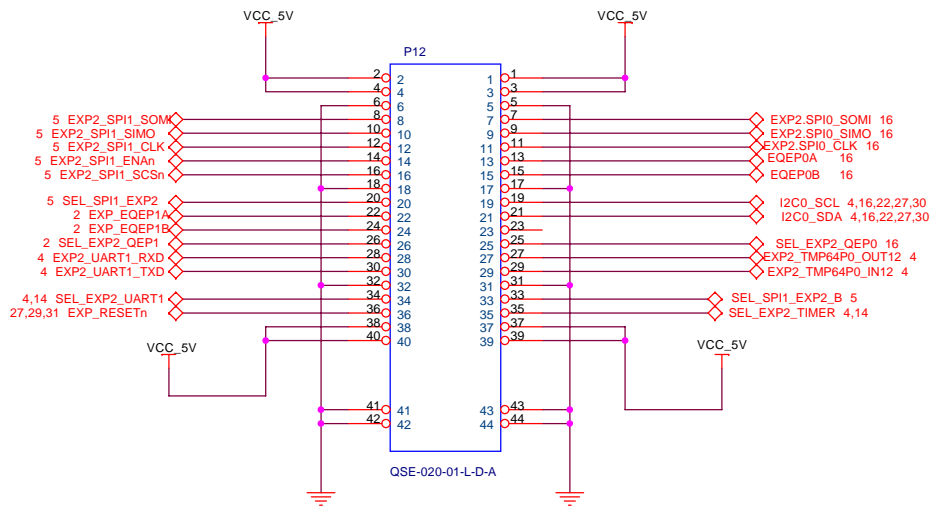 VCC_5V VCC_5V
P12
2 2 1 1
4 4 3 3
6 6 5 5
5 EXP2_SPI1_SOMI 8 8 7 7 EXP2.SPI0_SOMI 16
5 EXP2_SPI1_SIMO 10 10 9 9 EXP2.SPI0_SIMO 16
5 EXP2_SPI1_CLK 12 12 11 11 EXP2.SPI0_CLK 16
5 EXP2_SPI1_ENAn 14 14 13 13 EQEP0A 16
5 EXP2_SPI1_SCSn 16 16 15 15 EQEP0B 16
18 18 17 17
5 SEL_SPI1_EXP2 20 20 19 19 I2C0_SCL 4,16,22,27,30
2 EXP_EQEP1A 22 22 21 21 I2C0_SDA 4,16,22,27,30
2 EXP_EQEP1B 24 24 23 23
2 SEL_EXP2_QEP1 26 26 25 25 SEL_EXP2_QEP0 16
4 EXP2_UART1_RXD 28 28 27 27 EXP2_TMP64P0_OUT12 4
4 EXP2_UART1_TXD 30 30 29 29 EXP2_TMP64P0_IN12 4
32 32 31 31
4,14 SEL_EXP2_UART1 34 34 33 33 SEL_SPI1_EXP2_B 5
27,29,31 EXP_RESETn 36 36 35 35 SEL_EXP2_TIMER 4,14
38 38 37 37
40 40 39 39
VCC_5V VCC_5V
41 41 43 43
42 42 44 44
QSE-020-01-L-D-A